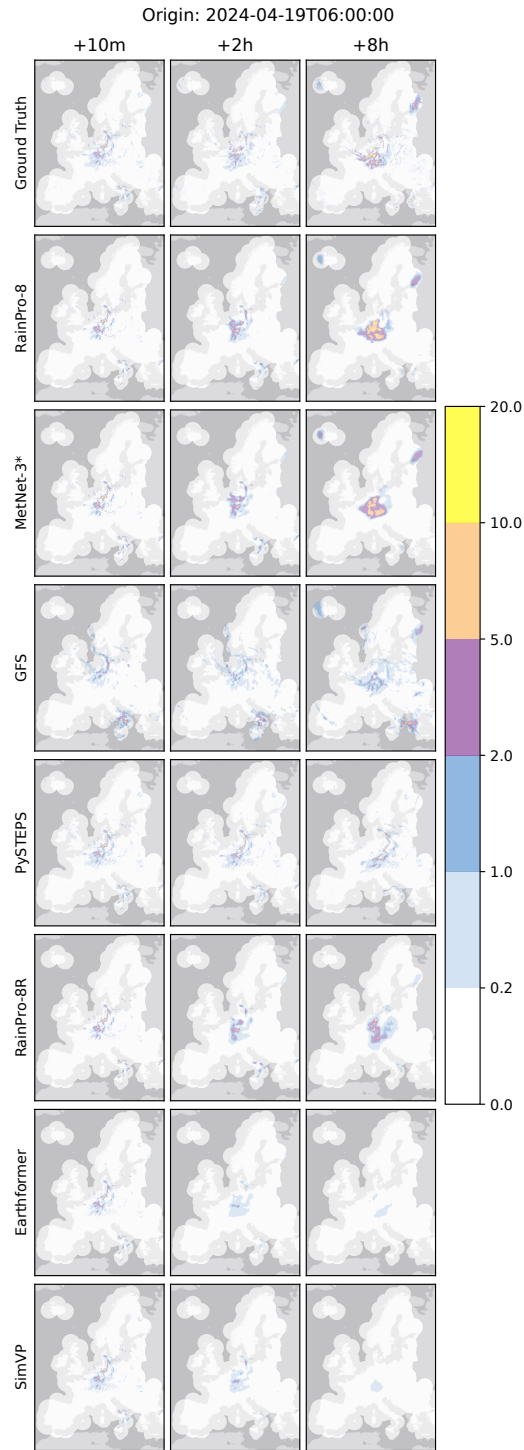 Origin: 2024-04-19T06:00:00
+10m +2h +8h
Ground Truth
RainPro-8
MetNet-3*
GFS
PySTEPS
RainPro-8R
Earthformer
SimVP
20.0
10.0
5.0
2.0
1.0
0.2
0.0